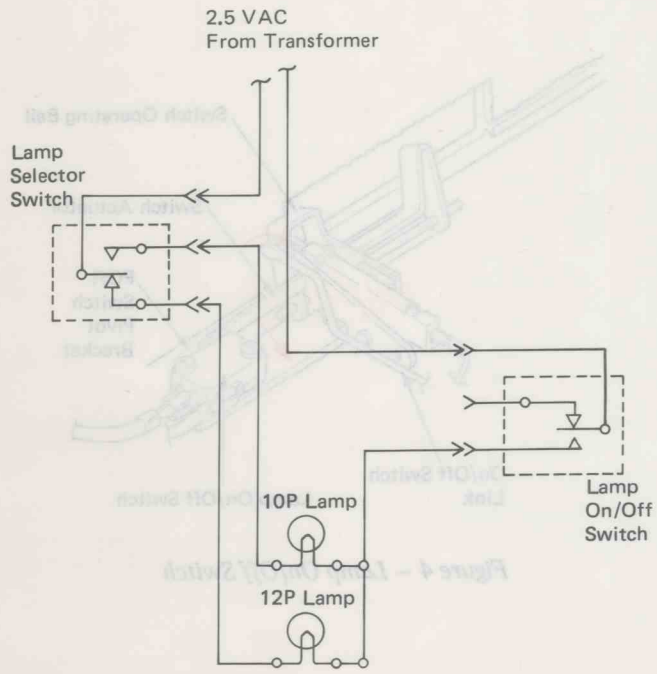 2.5 VAC
From Transformer
Switch Operating Bail
Lamp
Selector
Switch
Switch Actuator
Switch
Pivot
Bracket
On/Off Switch
Link
Lamp On/Off Switch
Lamp
On/Off
Switch
10P Lamp
12P Lamp
Figure 4 – Lamp On/Off Switch